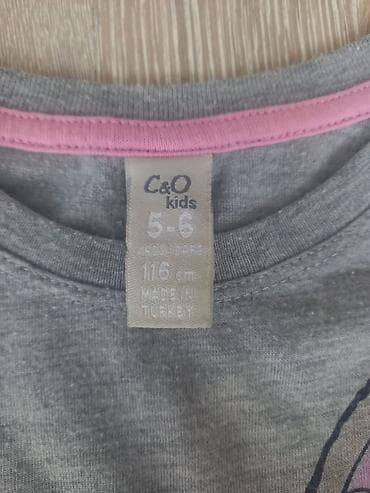 C&O
kids
5-6
116 cm
MADE IN
TURKEY